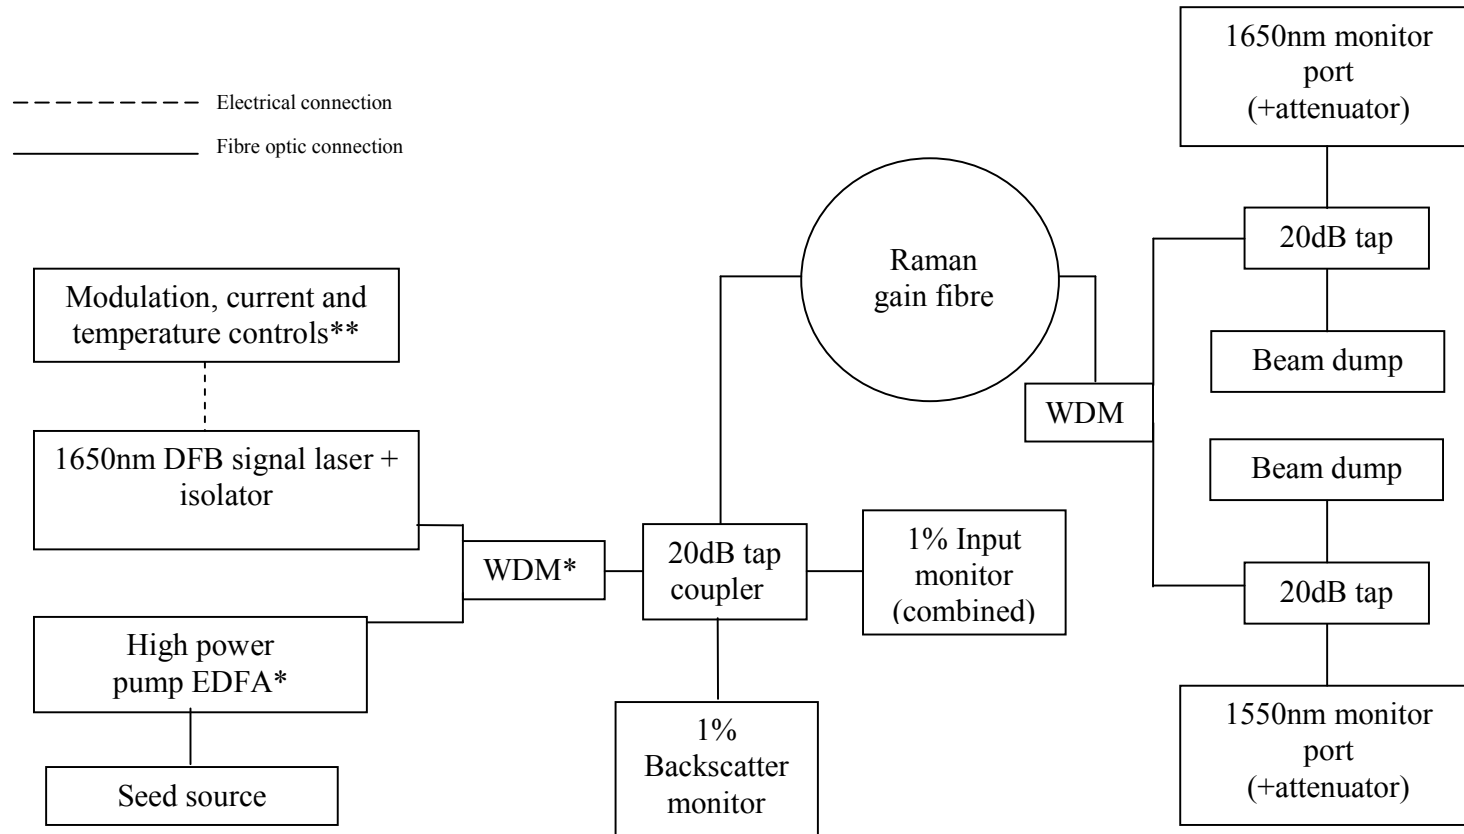 Electrical connection
Fibre optic connection
Modulation, current and
temperature controls**
1650nm DFB signal laser +
isolator
High power
pump EDFA*
Seed source
WDM*
20dB tap
coupler
1%
Backscatter
monitor
1% Input
monitor
(combined)
Raman
gain fibre
WDM
1650nm monitor
port
(+attenuator)
20dB tap
Beam dump
Beam dump
20dB tap
1550nm monitor
port
(+attenuator)